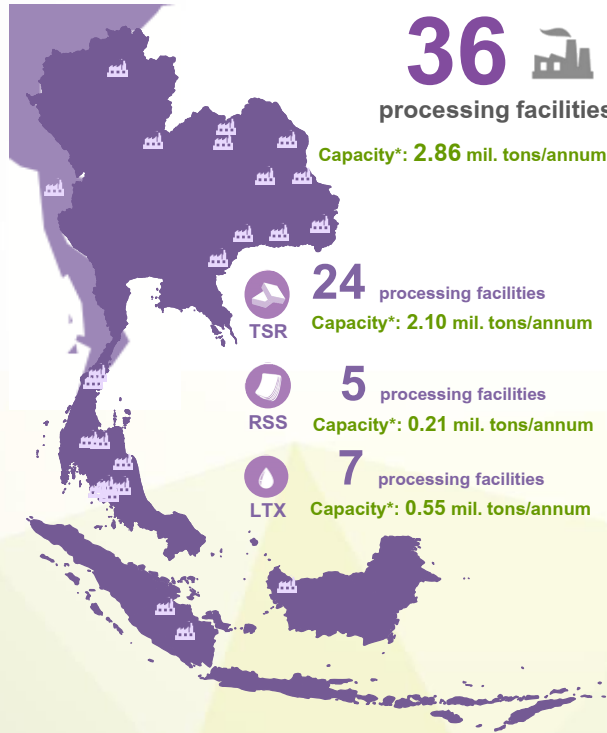 36
processing facilities
Capacity*: 2.86 mil. tons/annum
24 processing facilities
TSR
Capacity*: 2.10 mil. tons/annum
5 processing facilities
RSS
Capacity*: 0.21 mil. tons/annum
7 processing facilities
LTX
Capacity*: 0.55 mil. tons/annum